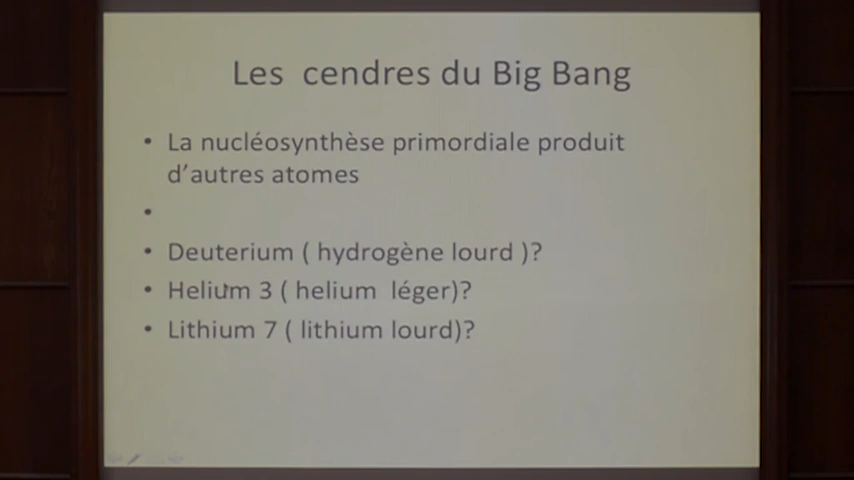 Les cendres du Big Bang
• La nucléosynthèse primordiale produit
d'autres atomes
•
• Deuterium ( hydrogène lourd )?
• Helium 3 ( helium léger)?
• Lithium 7 ( lithium lourd)?